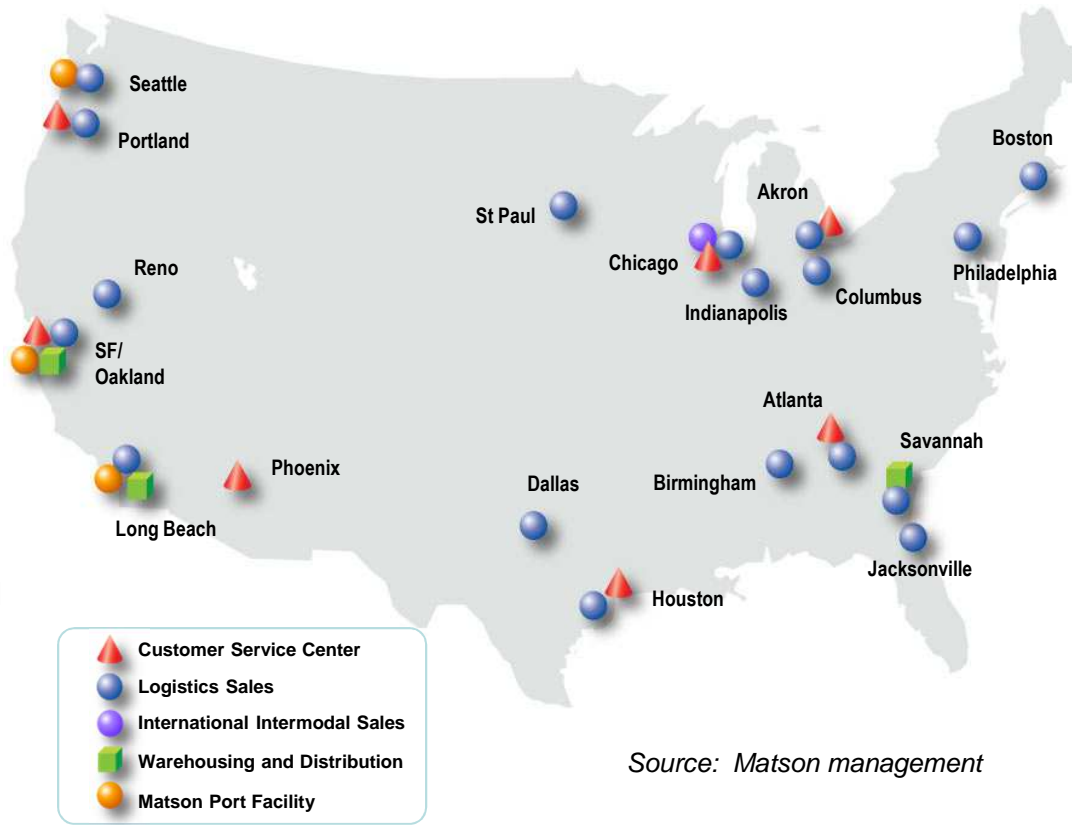 Seattle
Portland
Boston
Akron
St Paul
Chicago
Reno
Philadelphia
Columbus
Indianapolis
SF/
Oakland
Atlanta
Savannah
Phoenix
Dallas
Birmingham
Long Beach
Jacksonville
Houston
Customer Service Center
Logistics Sales
International Intermodal Sales
Warehousing and Distribution
Matson Port Facility
Source: Matson management